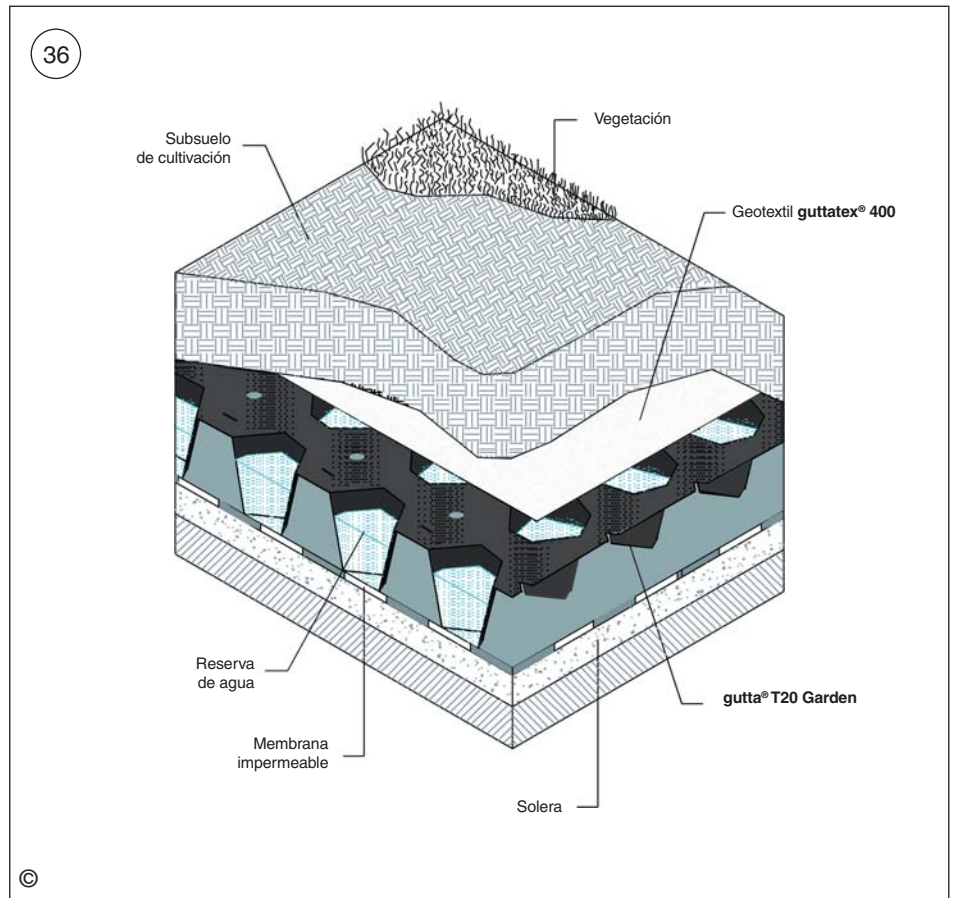 36
Vegetación
Subsuelo
de cultivación
Geotextil guttatex® 400
Reserva
de agua
gutta® T20 Garden
Membrana
impermeable
Solera
©